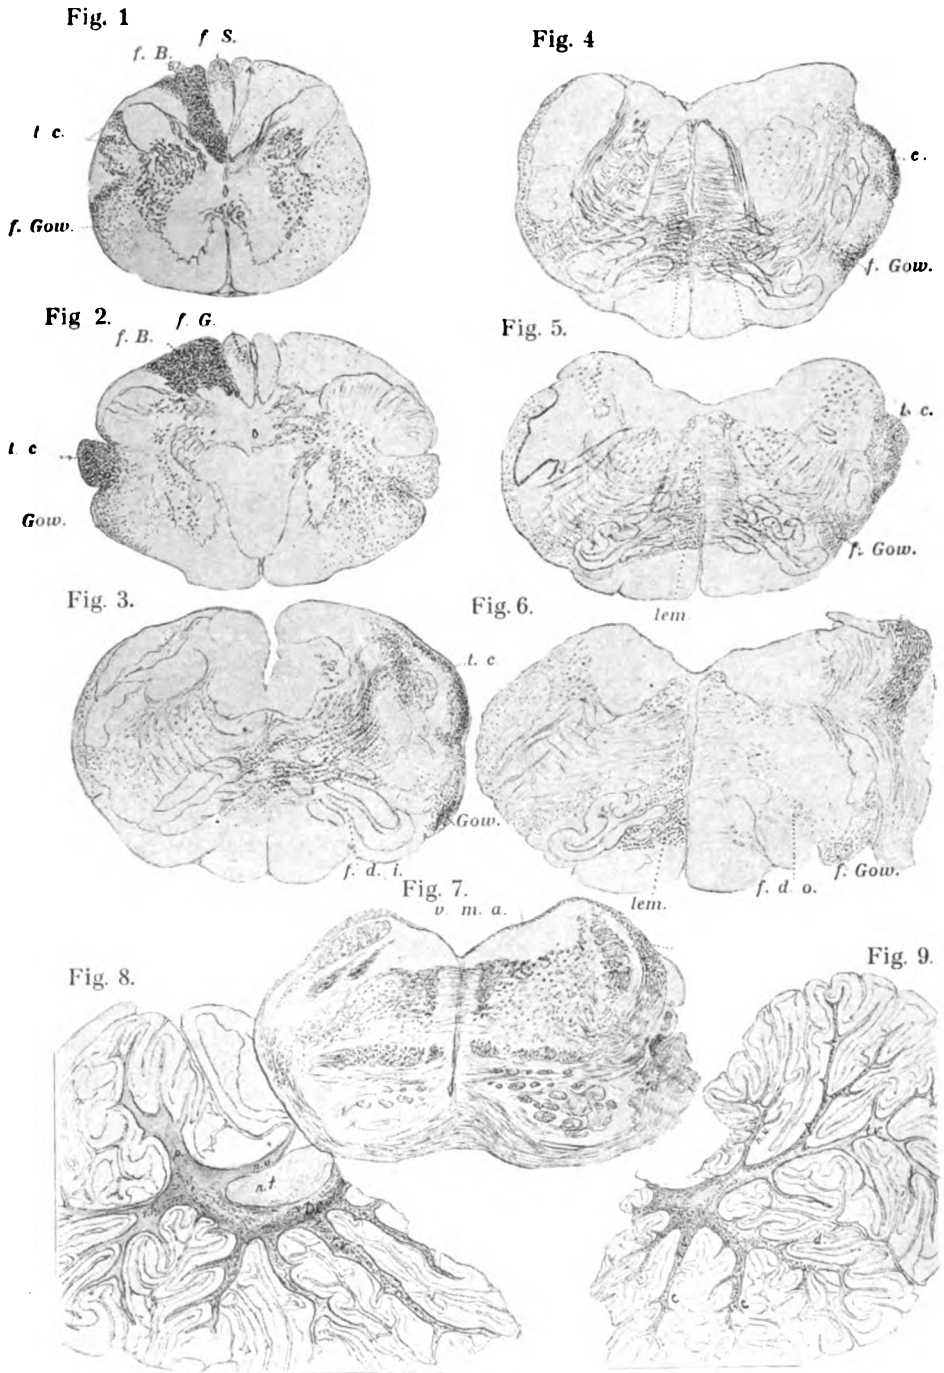 Fig. 1
f. S.
f. B.
t c.
f. Gow.
Fig. 4
c.
f. Gow.
Fig 2.
f. G.
f. B.
t. c
Gow.
Fig. 5.
t. c.
f. Gow.
lem.
Fig. 3.
t. c
f. Gow.
f. d. i.
Fig. 6.
f. Gow.
f. d. o.
lem.
Fig. 7.
v. m. a.
Fig. 8.
n.t
Fig. 9.
d
c
c